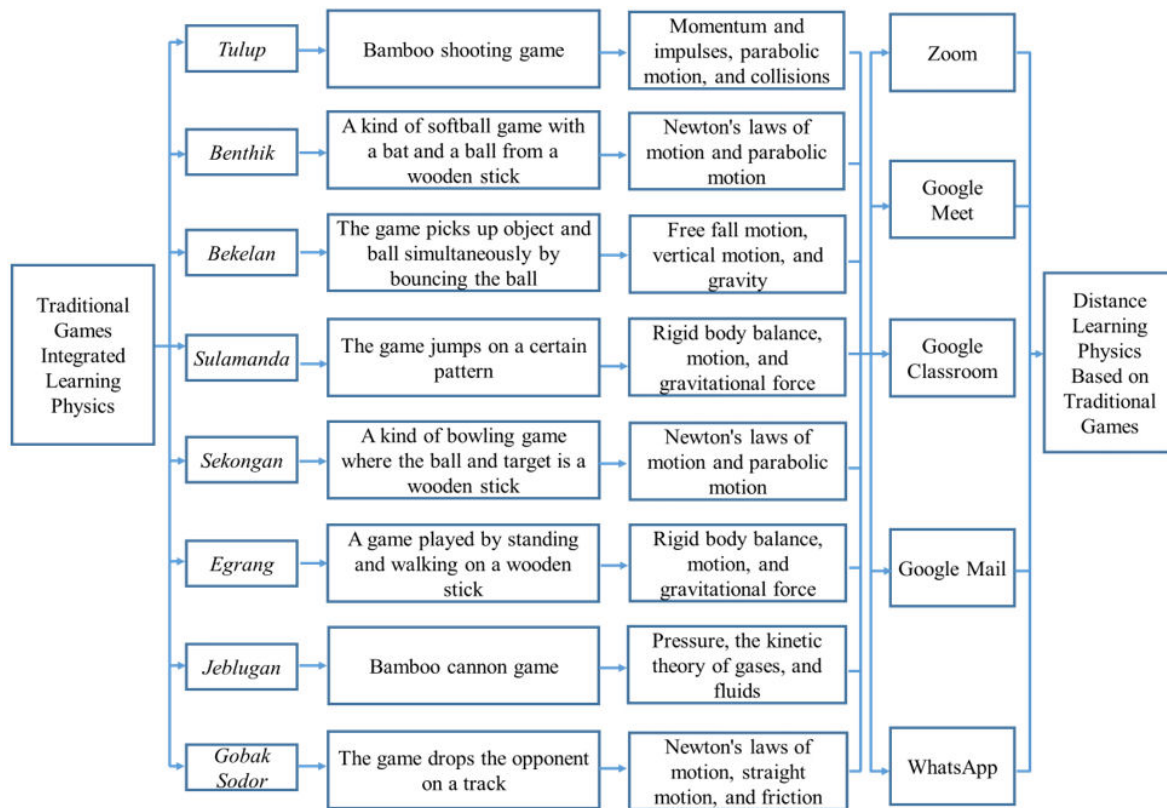 Traditional
Games
Integrated
Learning
Physics
Tulup
Bamboo shooting game
Momentum and
impulses, parabolic
motion, and collisions
Benthik
A kind of softball game with
a bat and a ball from a
wooden stick
Newton's laws of
motion and parabolic
motion
Bekelan
The game picks up object and
ball simultaneously by
bouncing the ball
Free fall motion,
vertical motion, and
gravity
Sulamanda
The game jumps on a certain
pattern
Rigid body balance,
motion, and
gravitational force
Sekongan
A kind of bowling game
where the ball and target is a
wooden stick
Newton's laws of
motion and parabolic
motion
Egrang
A game played by standing
and walking on a wooden
stick
Rigid body balance,
motion, and
gravitational force
Jeblugan
Bamboo cannon game
Pressure, the kinetic
theory of gases, and
fluids
Gobak
Sodor
The game drops the opponent
on a track
Newton's laws of
motion, straight
motion, and friction
Zoom
Google
Meet
Google
Classroom
Google Mail
WhatsApp
Distance
Learning
Physics
Based on
Traditional
Games